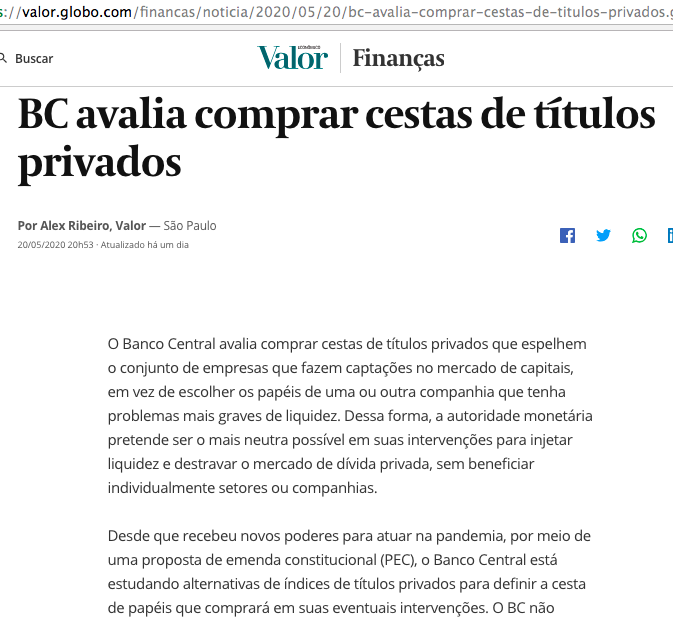 s://valor.globo.com/financas/noticia/2020/05/20/bc-avalia-comprar-cestas-de-titulos-privados.g
Buscar
Valor ECONÔMICO Finanças
BC avalia comprar cestas de títulos
privados
Por Alex Ribeiro, Valor — São Paulo
20/05/2020 20h53 · Atualizado há um dia
O Banco Central avalia comprar cestas de títulos privados que espelhem
o conjunto de empresas que fazem captações no mercado de capitais,
em vez de escolher os papéis de uma ou outra companhia que tenha
problemas mais graves de liquidez. Dessa forma, a autoridade monetária
pretende ser o mais neutra possível em suas intervenções para injetar
liquidez e destravar o mercado de dívida privada, sem beneficiar
individualmente setores ou companhias.
Desde que recebeu novos poderes para atuar na pandemia, por meio de
uma proposta de emenda constitucional (PEC), o Banco Central está
estudando alternativas de índices de títulos privados para definir a cesta
de papéis que comprará em suas eventuais intervenções. O BC não